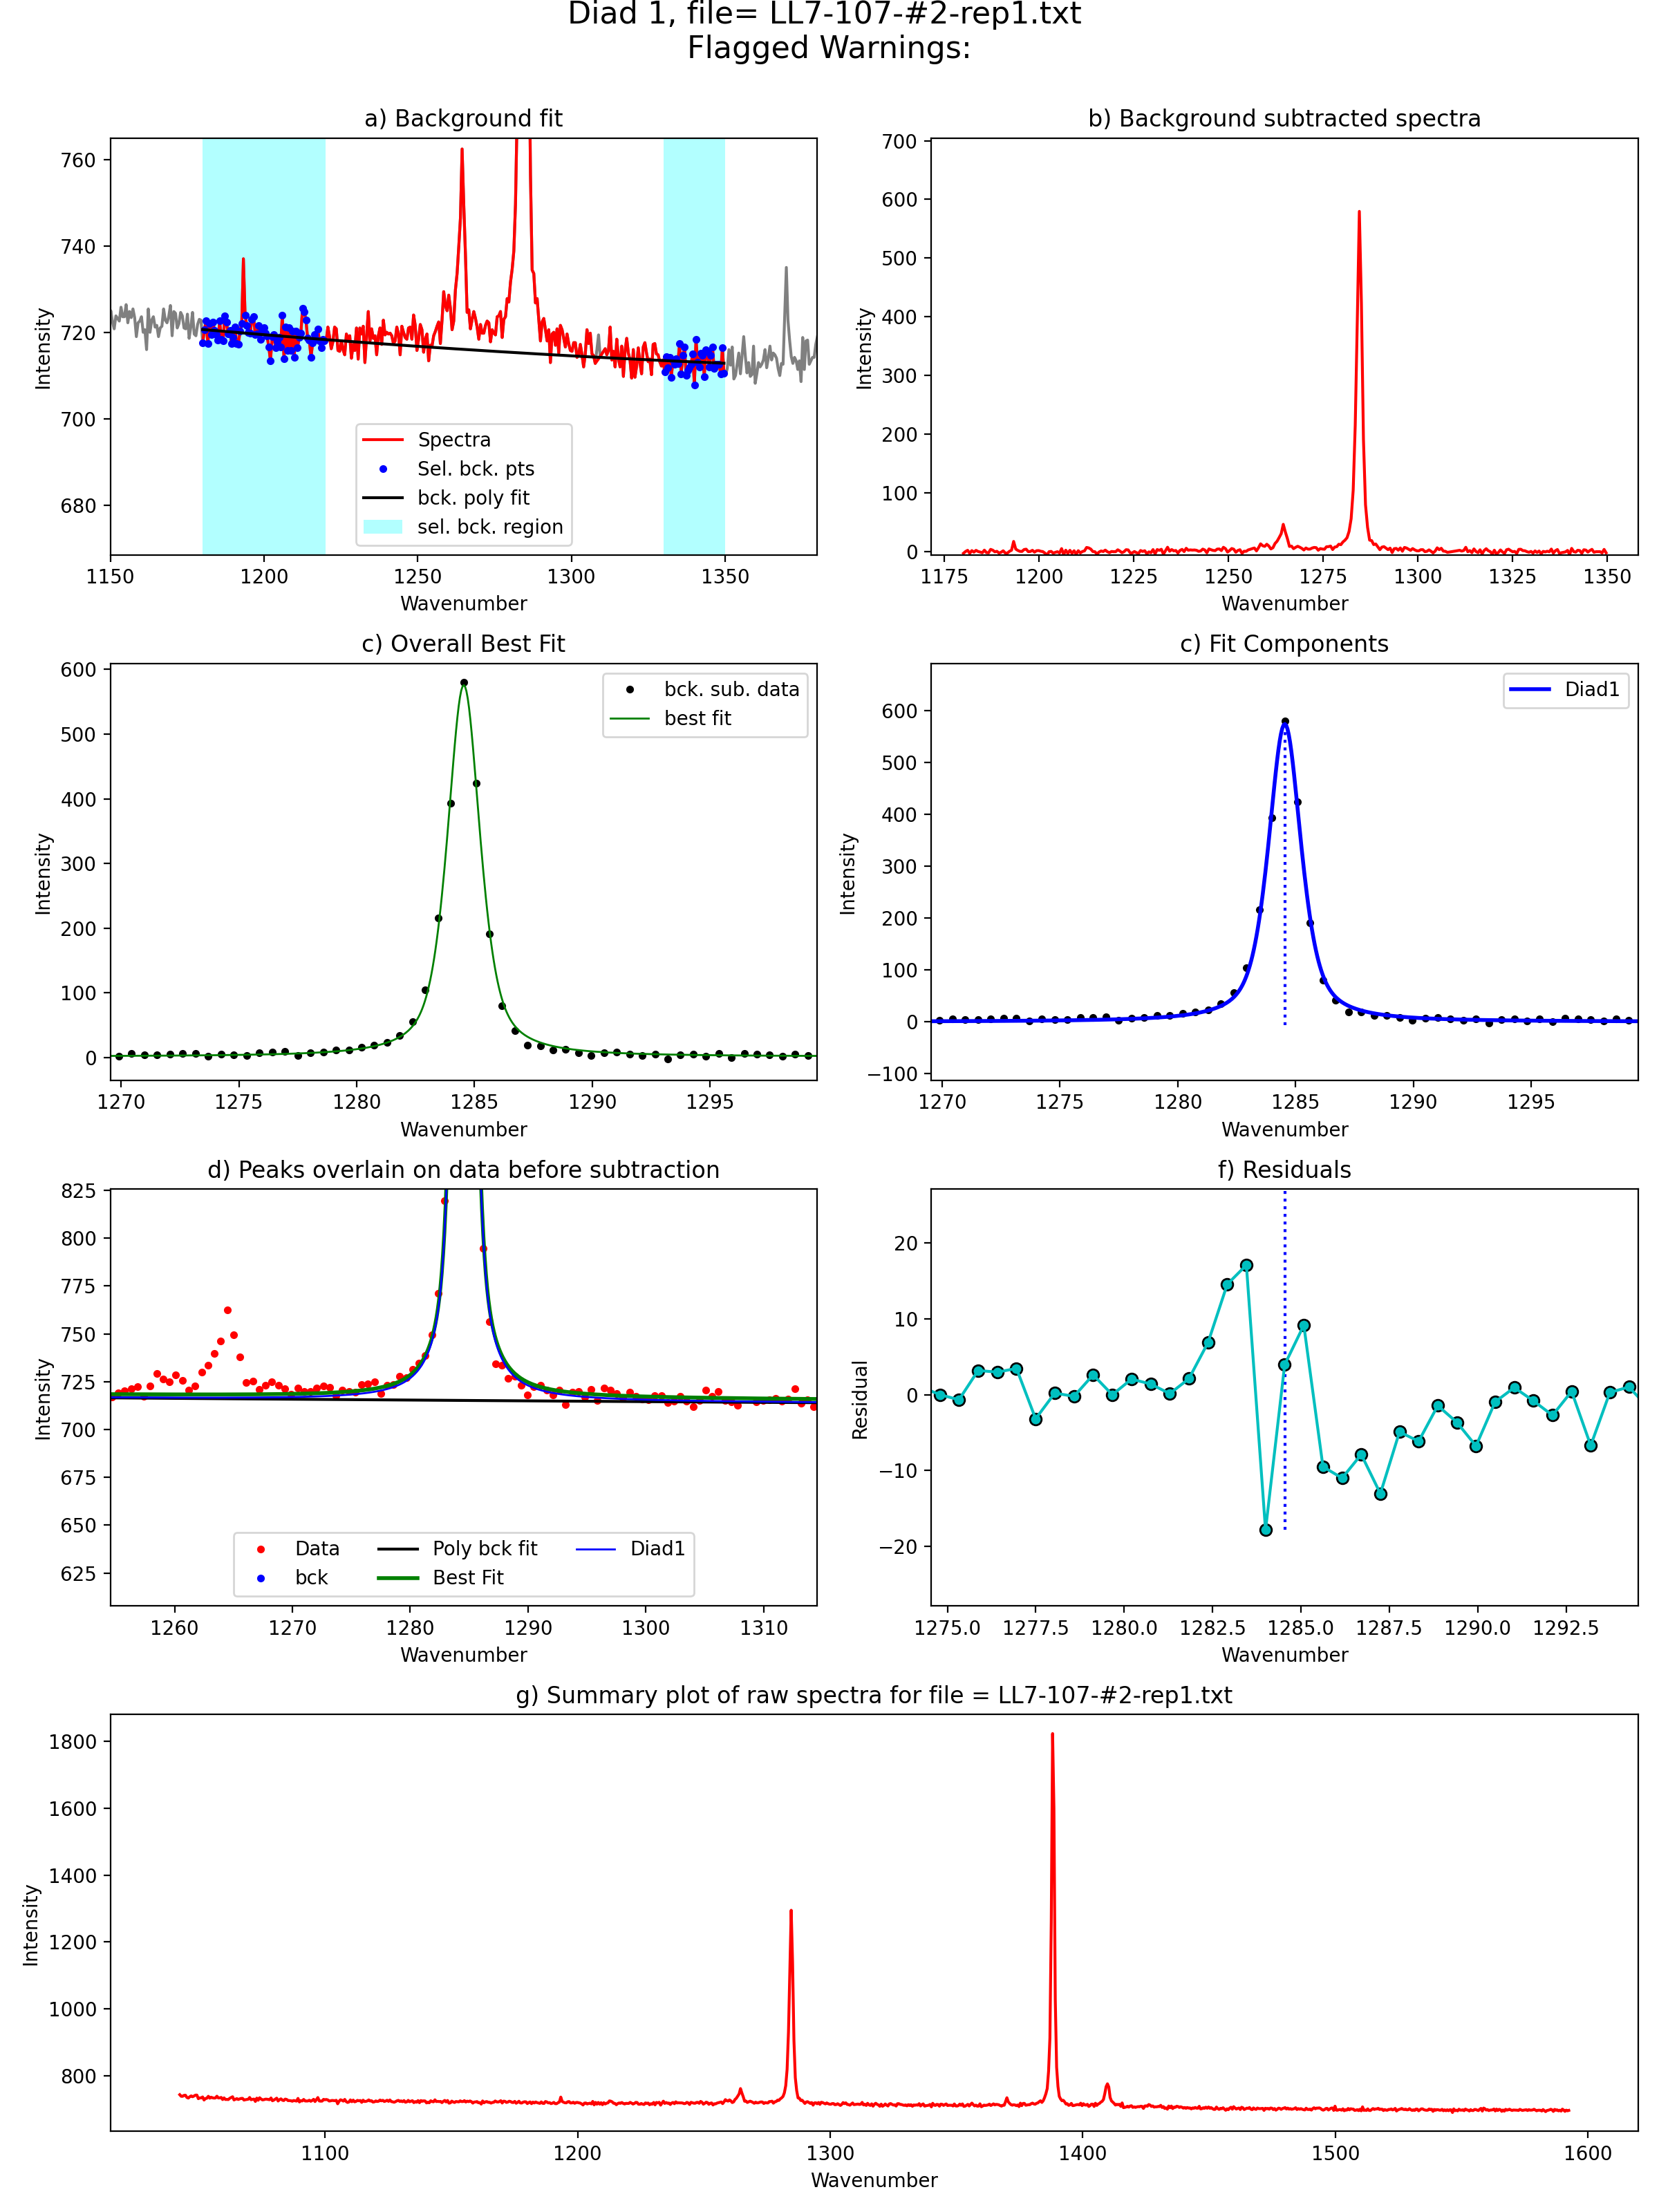 Diad 1, file= LL7-107-#2-rep1.txt
Flagged Warnings:
a) Background fit
760
740
720
700
680
Intensity
Spectra
Sel. bck. pts
bck. poly fit
sel. bck. region
1150 1200 1250 1300 1350
Wavenumber
b) Background subtracted spectra
700
600
500
400
300
200
100
0
Intensity
1175 1200 1225 1250 1275 1300 1325 1350
Wavenumber
c) Overall Best Fit
600
500
400
300
200
100
0
Intensity
bck. sub. data
best fit
1270 1275 1280 1285 1290 1295
Wavenumber
c) Fit Components
600
500
400
300
200
100
0
−100
Intensity
Diad1
1270 1275 1280 1285 1290 1295
Wavenumber
d) Peaks overlain on data before subtraction
825
800
775
750
725
700
675
650
625
Intensity
Data Poly bck fit Diad1
bck Best Fit
1260 1270 1280 1290 1300 1310
Wavenumber
f) Residuals
20
10
0
−10
−20
Residual
1275.0 1277.5 1280.0 1282.5 1285.0 1287.5 1290.0 1292.5
Wavenumber
g) Summary plot of raw spectra for file = LL7-107-#2-rep1.txt
1800
1600
1400
1200
1000
800
Intensity
1100 1200 1300 1400 1500 1600
Wavenumber